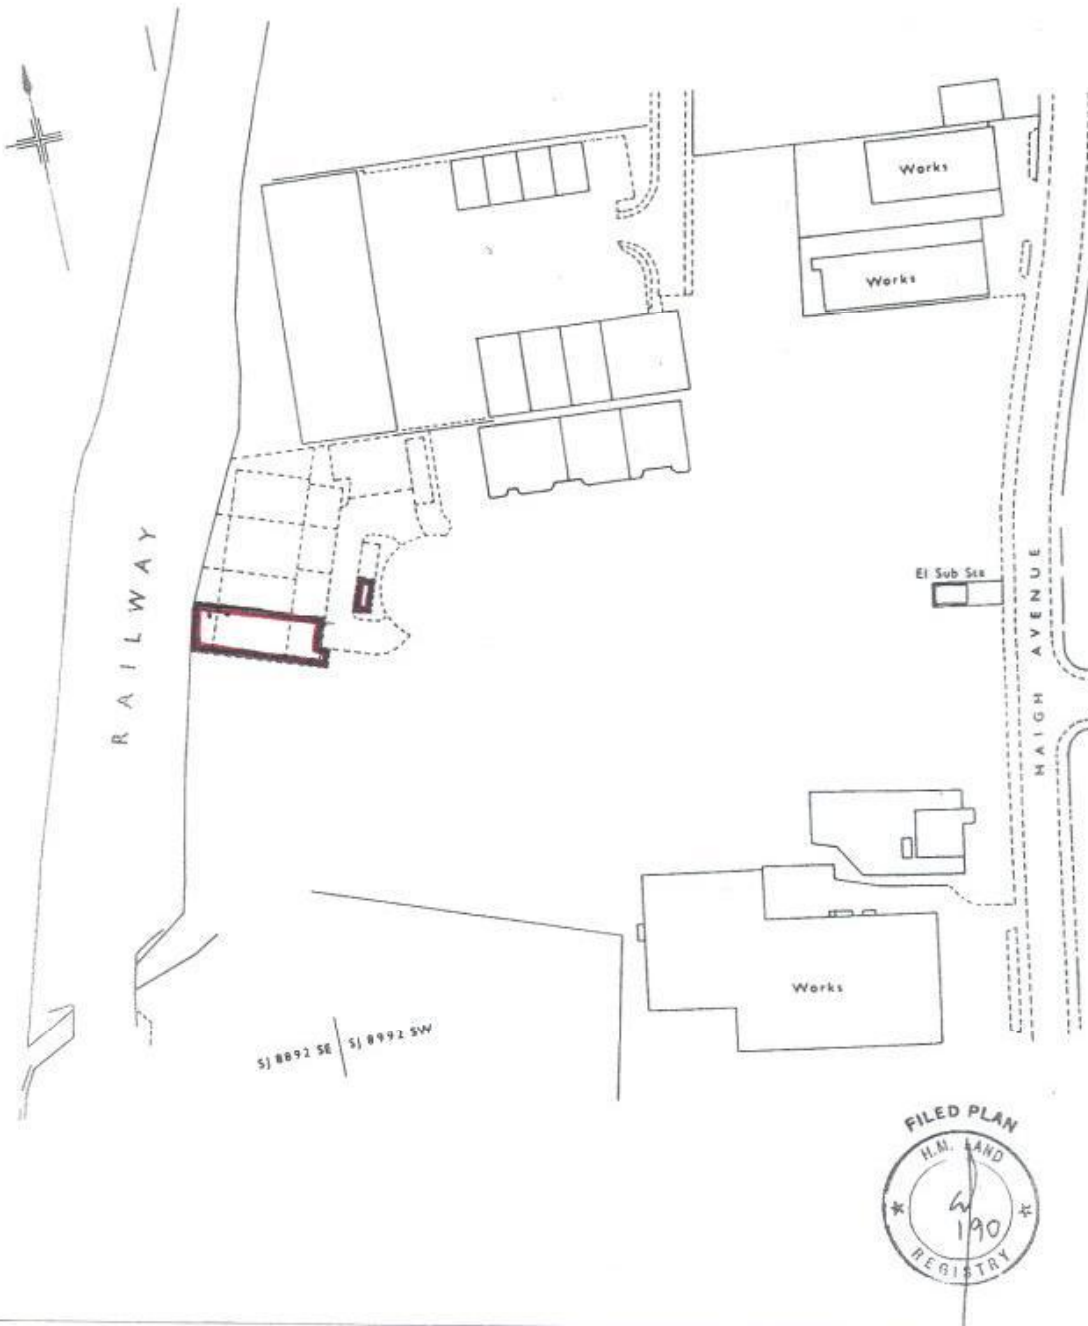 Works
Works
El Sub Sta
RAILWAY
HAIGH AVENUE
Works
SJ 8892 SE SJ 8992 SW
FILED PLAN
H.M. LAND
190
REGISTRY